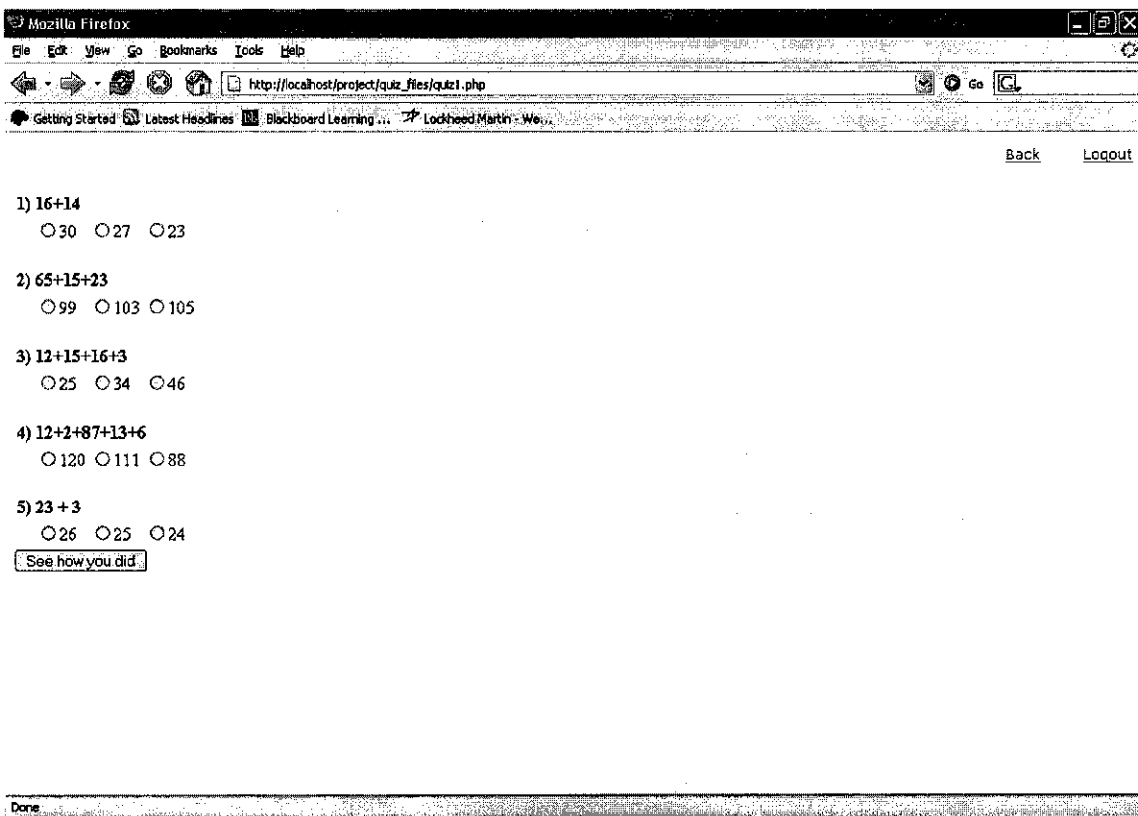 Mozilla Firefox
File Edit View Go Bookmarks Tools Help
http://localhost/project/quiz_files/quiz1.php Go
Getting Started Latest Headlines Blackboard Learning ... Lockheed Martin - We...
Back Logout
1) 16+14
30 27 23
2) 65+15+23
99 103 105
3) 12+15+16+3
25 34 46
4) 12+2+87+13+6
120 111 88
5) 23 + 3
26 25 24
See how you did
Done